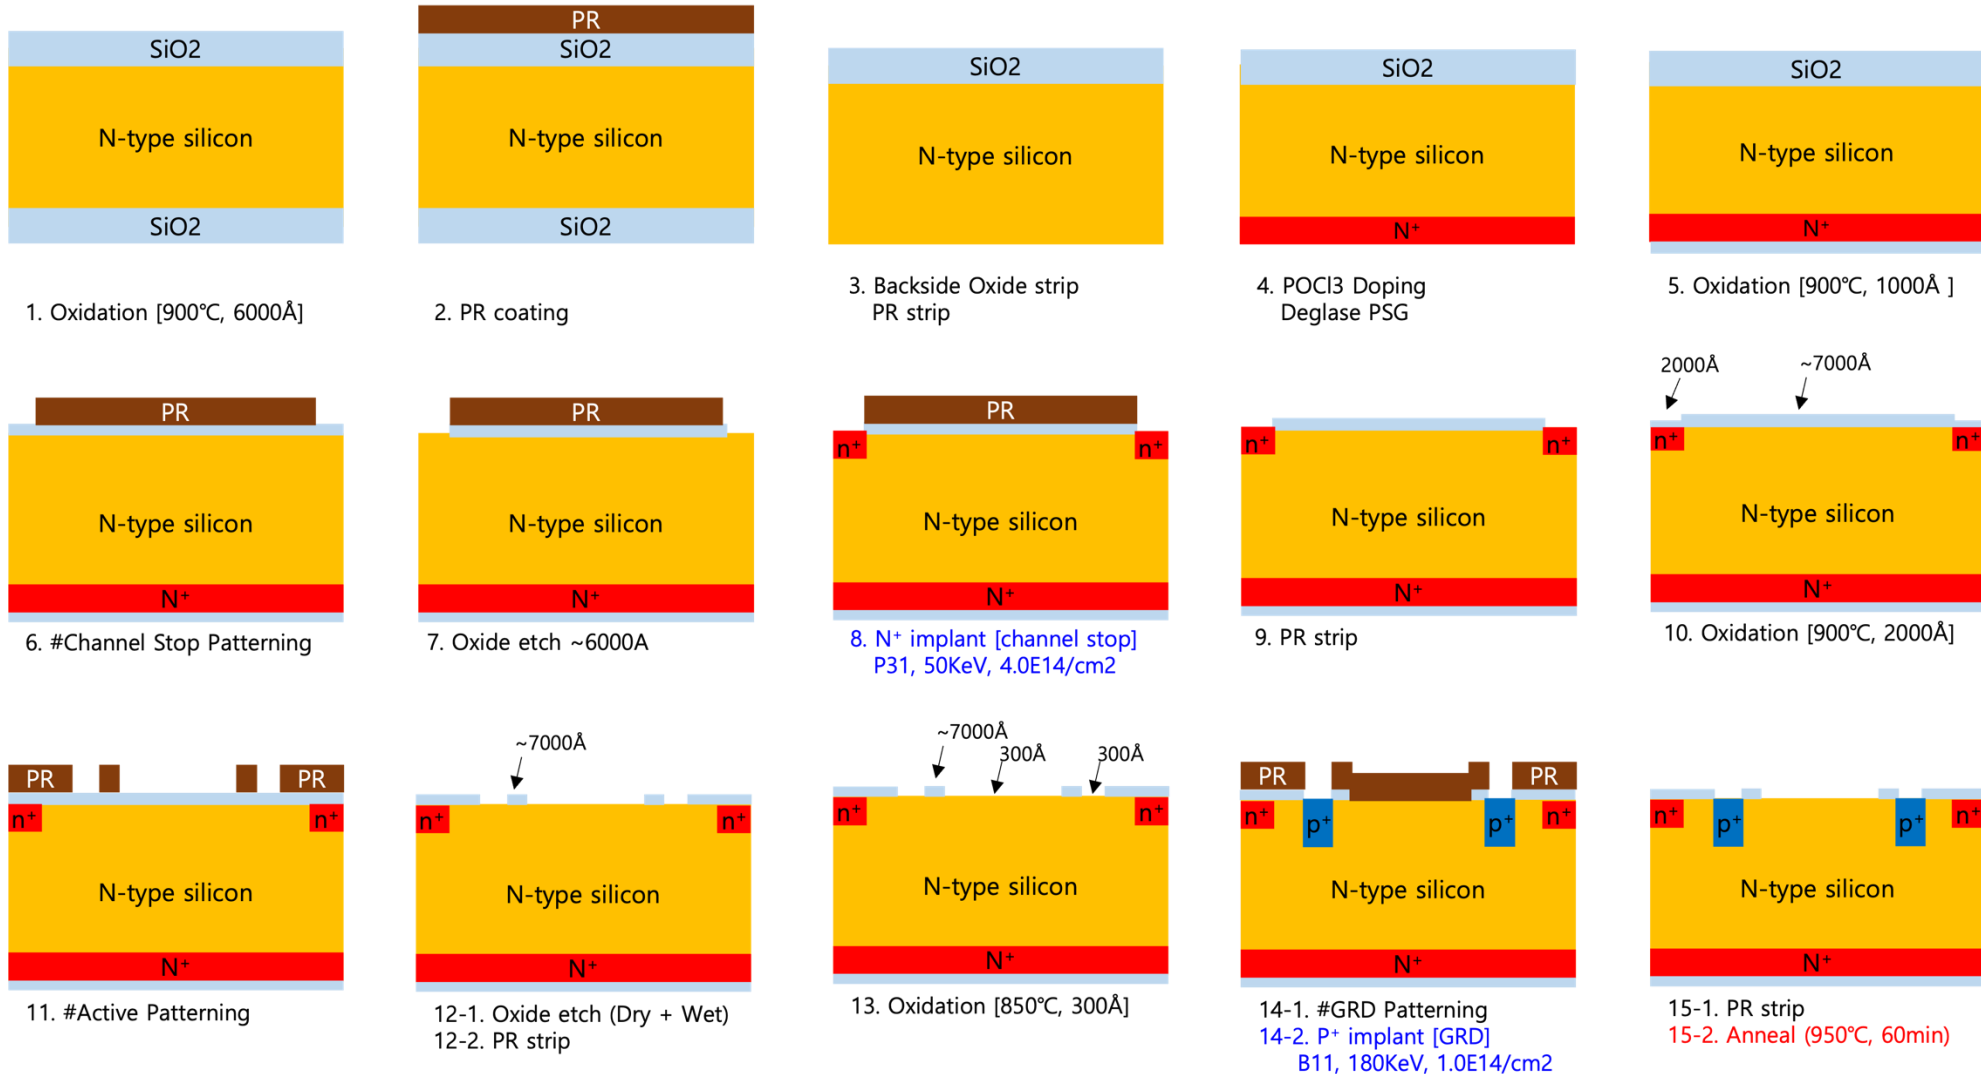 SiO2
N-type silicon
SiO2
1. Oxidation [900℃, 6000Å]
PR
SiO2
N-type silicon
SiO2
2. PR coating
SiO2
N-type silicon
3. Backside Oxide strip
PR strip
SiO2
N-type silicon
N⁺
4. POCl3 Doping
Deglase PSG
SiO2
N-type silicon
N⁺
5. Oxidation [900℃, 1000Å ]
PR
N-type silicon
N⁺
6. #Channel Stop Patterning
PR
N-type silicon
N⁺
7. Oxide etch ~6000A
PR
n⁺ n⁺
N-type silicon
N⁺
8. N⁺ implant [channel stop]
P31, 50KeV, 4.0E14/cm2
n⁺ n⁺
N-type silicon
N⁺
9. PR strip
2000Å ~7000Å
n⁺ n⁺
N-type silicon
N⁺
10. Oxidation [900℃, 2000Å]
PR PR
n⁺ n⁺
N-type silicon
N⁺
11. #Active Patterning
~7000Å
n⁺ n⁺
N-type silicon
N⁺
12-1. Oxide etch (Dry + Wet)
12-2. PR strip
~7000Å
300Å 300Å
n⁺ n⁺
N-type silicon
N⁺
13. Oxidation [850℃, 300Å]
PR PR
n⁺ p⁺ p⁺ n⁺
N-type silicon
N⁺
14-1. #GRD Patterning
14-2. P⁺ implant [GRD]
B11, 180KeV, 1.0E14/cm2
n⁺ p⁺ p⁺ n⁺
N-type silicon
N⁺
15-1. PR strip
15-2. Anneal (950℃, 60min)